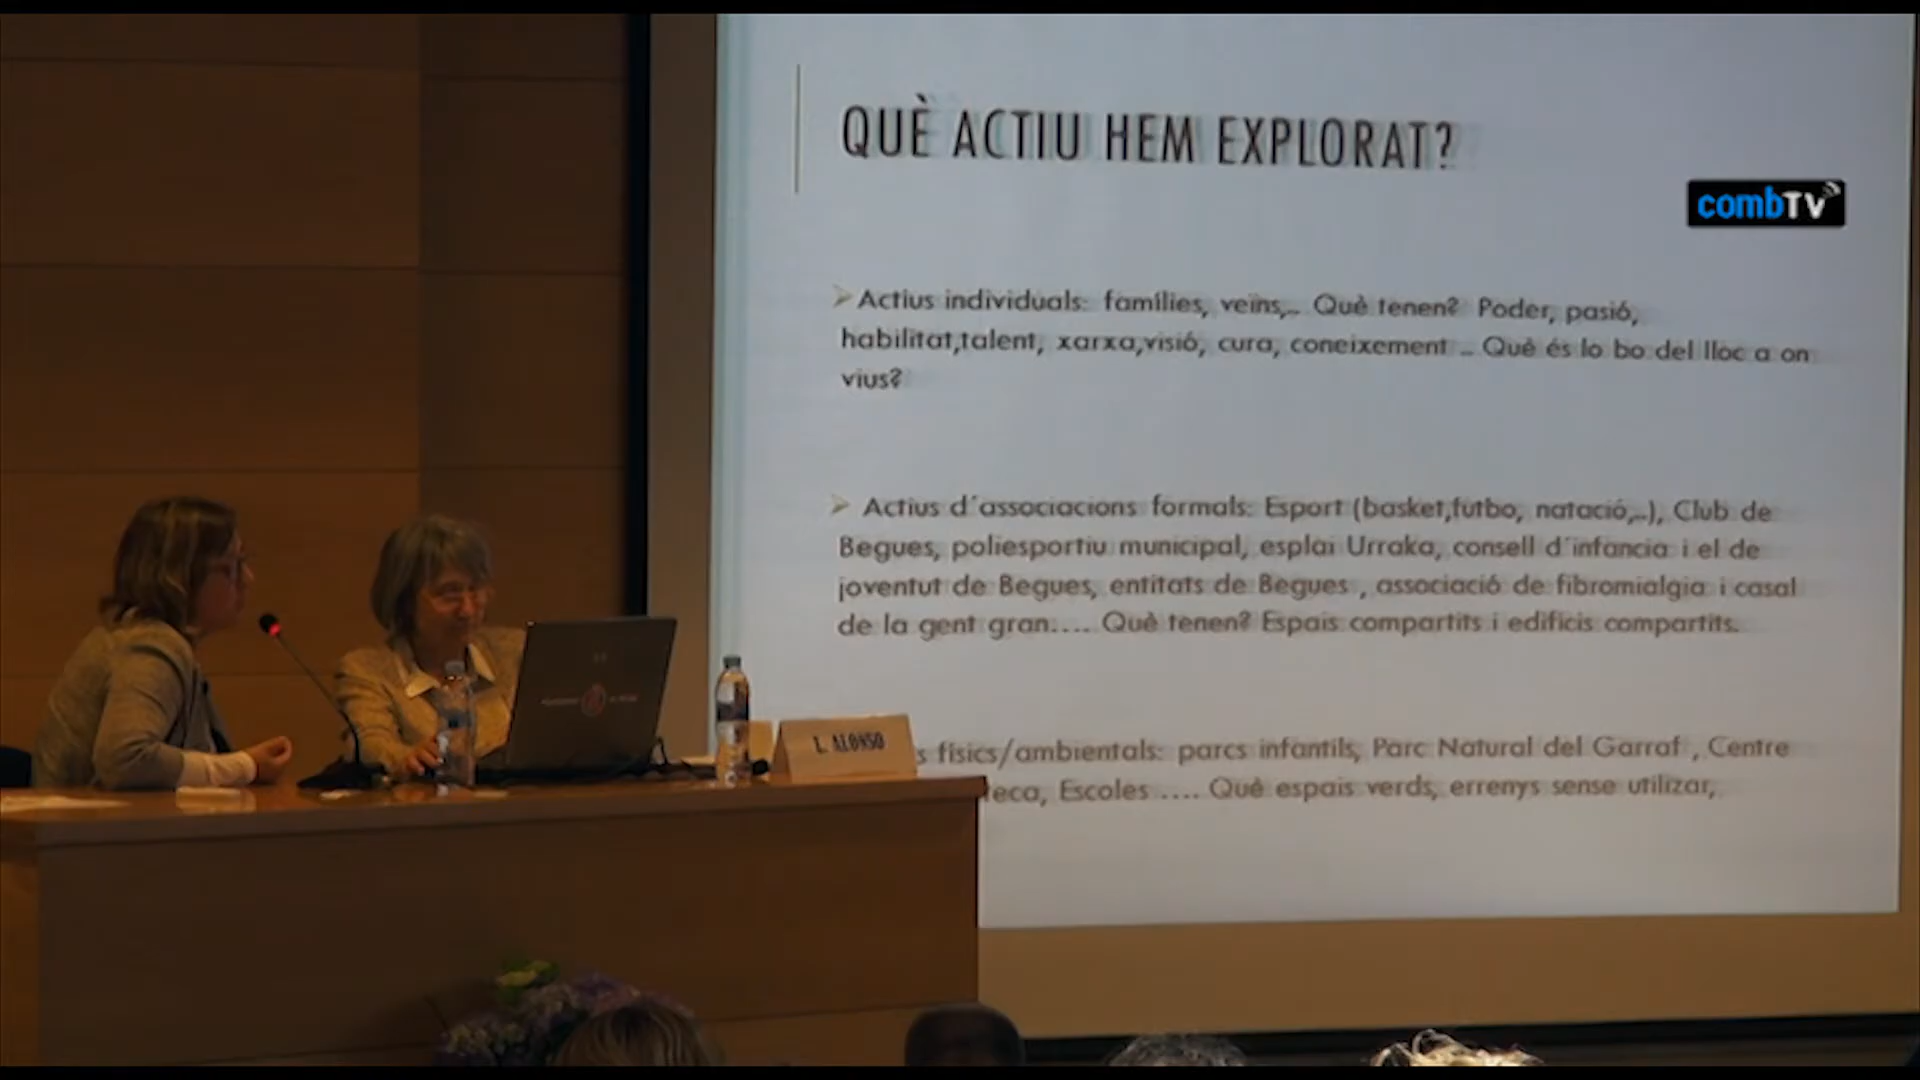 QUÈ ACTIU HEM EXPLORAT?
combTV
Actius individuals: famílies, veïns,.. Què tenen? Poder, pasió,
habilitat,talent, xarxa,visió, cura, coneixement .. Què és lo bo del lloc a on
vius?
Actius d´associacions formals: Esport (basket,futbo, natació,..), Club de
Begues, poliesportiu municipal, esplai Urraka, consell d´infancia i el de
joventut de Begues, entitats de Begues , associació de fibromialgia i casal
de la gent gran.... Què tenen? Espais compartits i edificis compartits.
s físics/ambientals: parcs infantils, Parc Natural del Garraf , Centre
teca, Escoles .... Què espais verds, errenys sense utilizar,
L. ALONSO